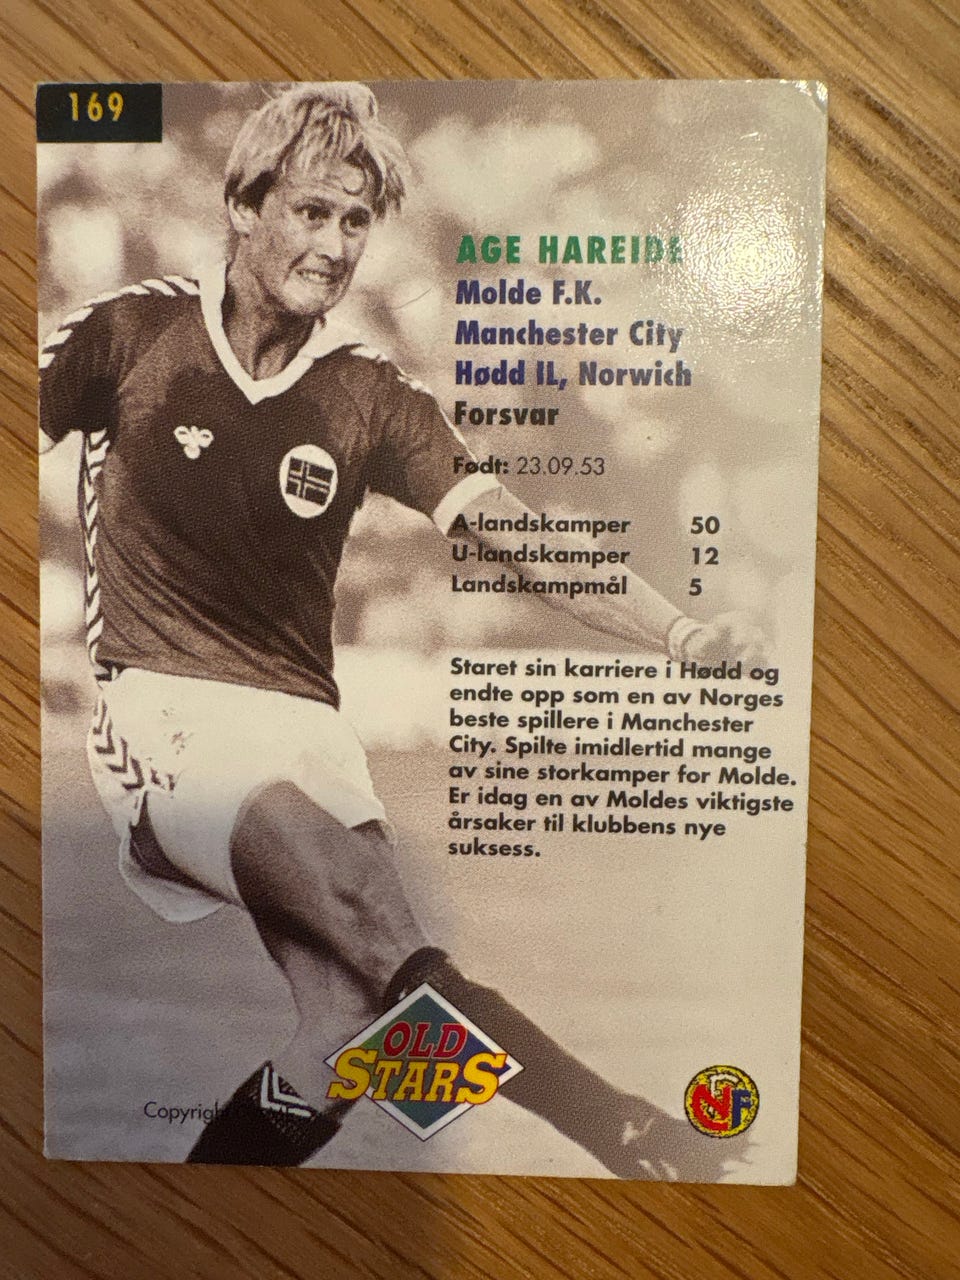 169
AGE HAREIDE
Molde F.K.
Manchester City
Hødd IL, Norwich
Forsvar
Født: 23.09.53
A-landskamper 50
U-landskamper 12
Landskampmål 5
Staret sin karriere i Hødd og
endte opp som en av Norges
beste spillere i Manchester
City. Spilte imidlertid mange
av sine storkamper for Molde.
Er idag en av Moldes viktigste
årsaker til klubbens nye
suksess.
OLD
STARS
NFF